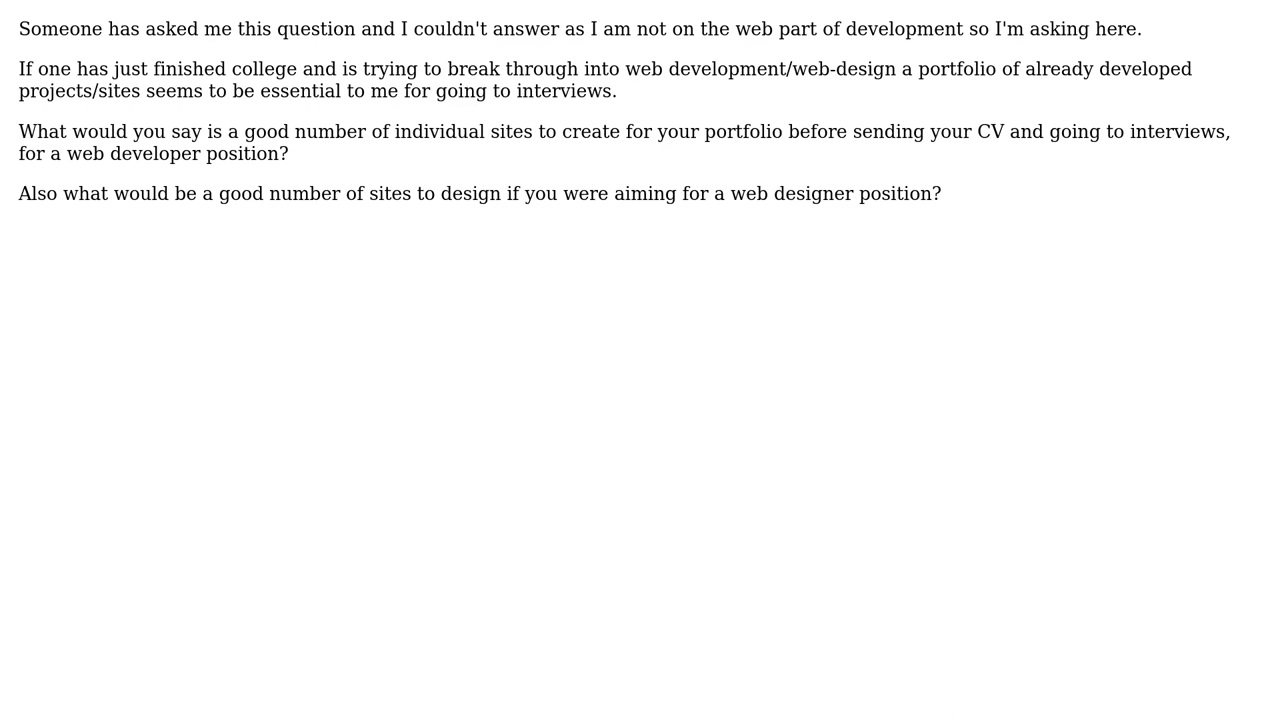 Someone has asked me this question and I couldn't answer as I am not on the web part of development so I'm asking here.
If one has just finished college and is trying to break through into web development/web-design a portfolio of already developed
projects/sites seems to be essential to me for going to interviews.
What would you say is a good number of individual sites to create for your portfolio before sending your CV and going to interviews,
for a web developer position?
Also what would be a good number of sites to design if you were aiming for a web designer position?